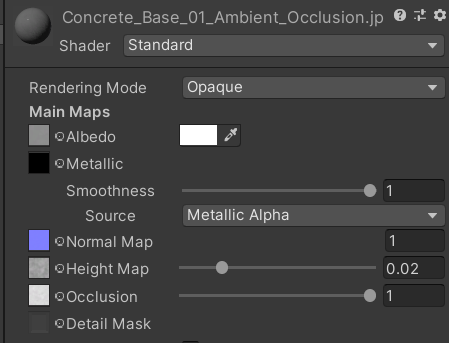 Concrete_Base_01_Ambient_Occlusion.jp
Shader Standard
Rendering Mode Opaque
Main Maps
Albedo
Metallic
Smoothness 1
Source Metallic Alpha
Normal Map 1
Height Map 0.02
Occlusion 1
Detail Mask